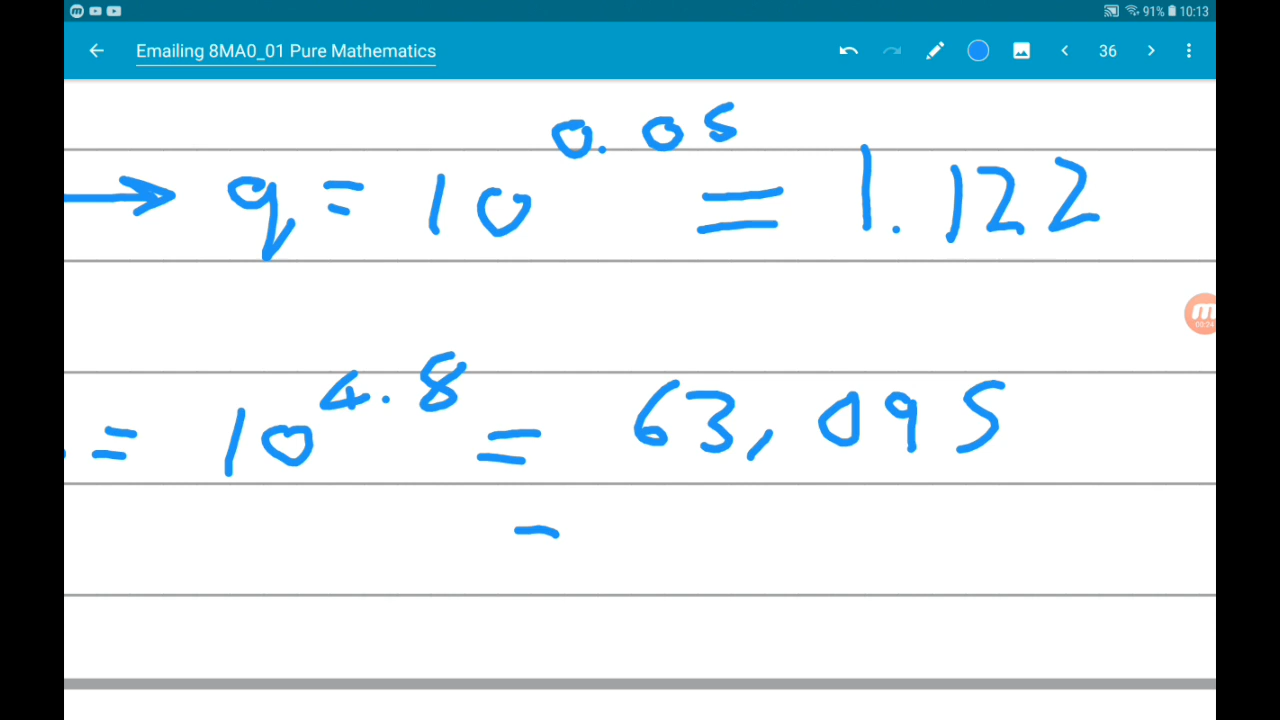 91% 10:13
Emailing 8MA0_01 Pure Mathematics
36
→ q = 10^0.05 = 1.122
= 10^4.8 = 63,095
=